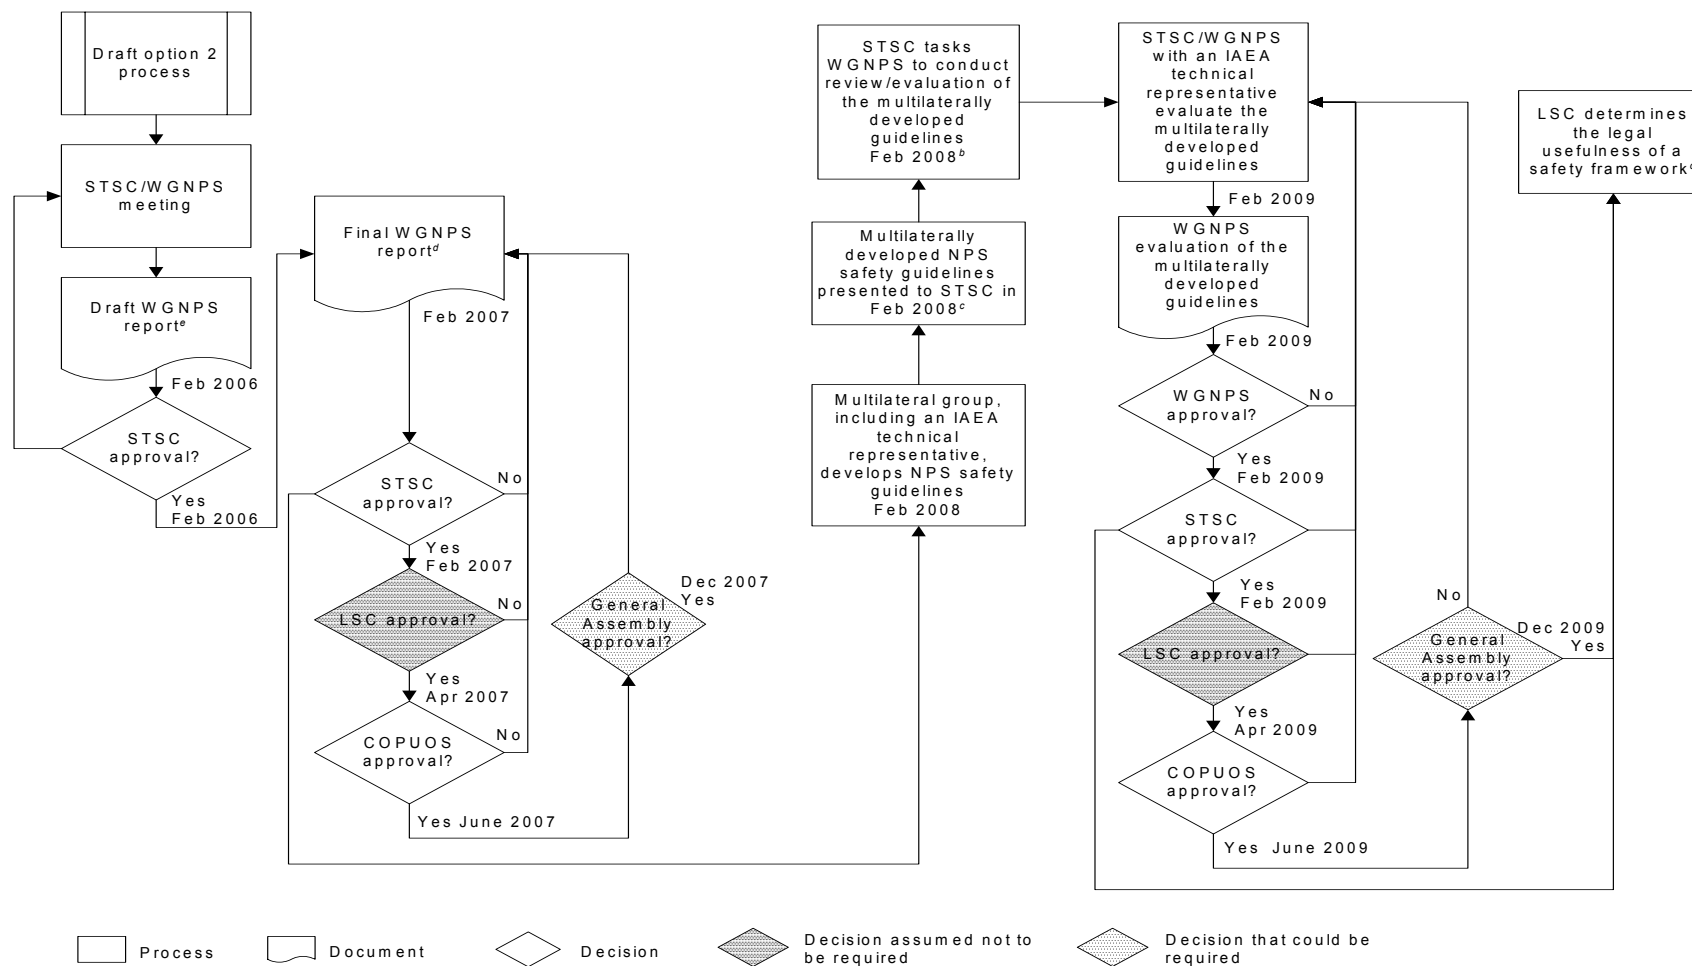 Draft option 2
process
STSC/WGNPS
meeting
Draft WGNPS
report^e
Feb 2006
STSC
approval?
Yes
Feb 2006
Final WGNPS
report^d
Feb 2007
STSC
approval?
No
Yes
Feb 2007
LSC approval?
No
Yes
Apr 2007
COPUOS
approval?
No
Yes June 2007
Dec 2007
Yes
General
Assembly
approval?
STSC tasks
WGNPS to conduct
review/evaluation of
the multilaterally
developed
guidelines
Feb 2008^b
Multilaterally
developed NPS
safety guidelines
presented to STSC in
Feb 2008^c
Multilateral group,
including an IAEA
technical
representative,
develops NPS safety
guidelines
Feb 2008
STSC/WGNPS
with an IAEA
technical
representative
evaluate the
multilaterally
developed
guidelines
Feb 2009
WGNPS
evaluation of the
multilaterally
developed
guidelines
Feb 2009
WGNPS
approval?
No
Yes
Feb 2009
STSC
approval?
Yes
Feb 2009
LSC approval?
Yes
Apr 2009
COPUOS
approval?
Yes June 2009
No
General
Assembly
approval?
Dec 2009
Yes
LSC determines
the legal
usefulness of a
safety framework
Process
Document
Decision
Decision assumed not to
be required
Decision that could be
required